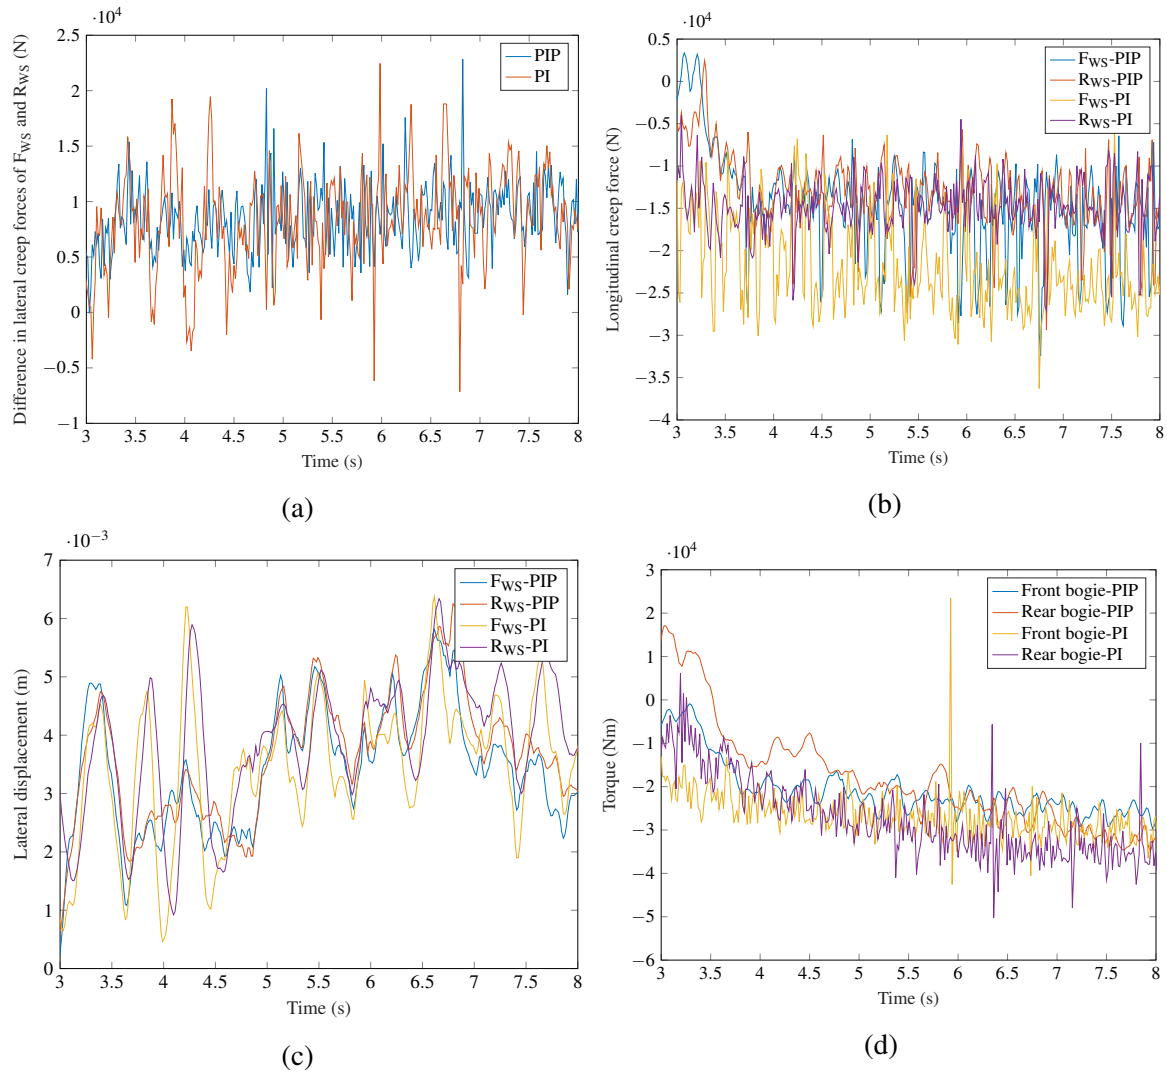 ·10⁴
Difference in lateral creep forces of F_WS and R_WS (N)
2.5
2
1.5
1
0.5
0
−0.5
−1
3 3.5 4 4.5 5 5.5 6 6.5 7 7.5 8
Time (s)
PIP
PI
(a)
·10⁴
Longitudinal creep force (N)
0.5
0
−0.5
−1
−1.5
−2
−2.5
−3
−3.5
−4
3 3.5 4 4.5 5 5.5 6 6.5 7 7.5 8
Time (s)
F_WS-PIP
R_WS-PIP
F_WS-PI
R_WS-PI
(b)
·10⁻³
Lateral displacement (m)
7
6
5
4
3
2
1
0
3 3.5 4 4.5 5 5.5 6 6.5 7 7.5 8
Time (s)
F_WS-PIP
R_WS-PIP
F_WS-PI
R_WS-PI
(c)
·10⁴
Torque (Nm)
3
2
1
0
−1
−2
−3
−4
−5
−6
3 3.5 4 4.5 5 5.5 6 6.5 7 7.5 8
Time (s)
Front bogie-PIP
Rear bogie-PIP
Front bogie-PI
Rear bogie-PI
(d)